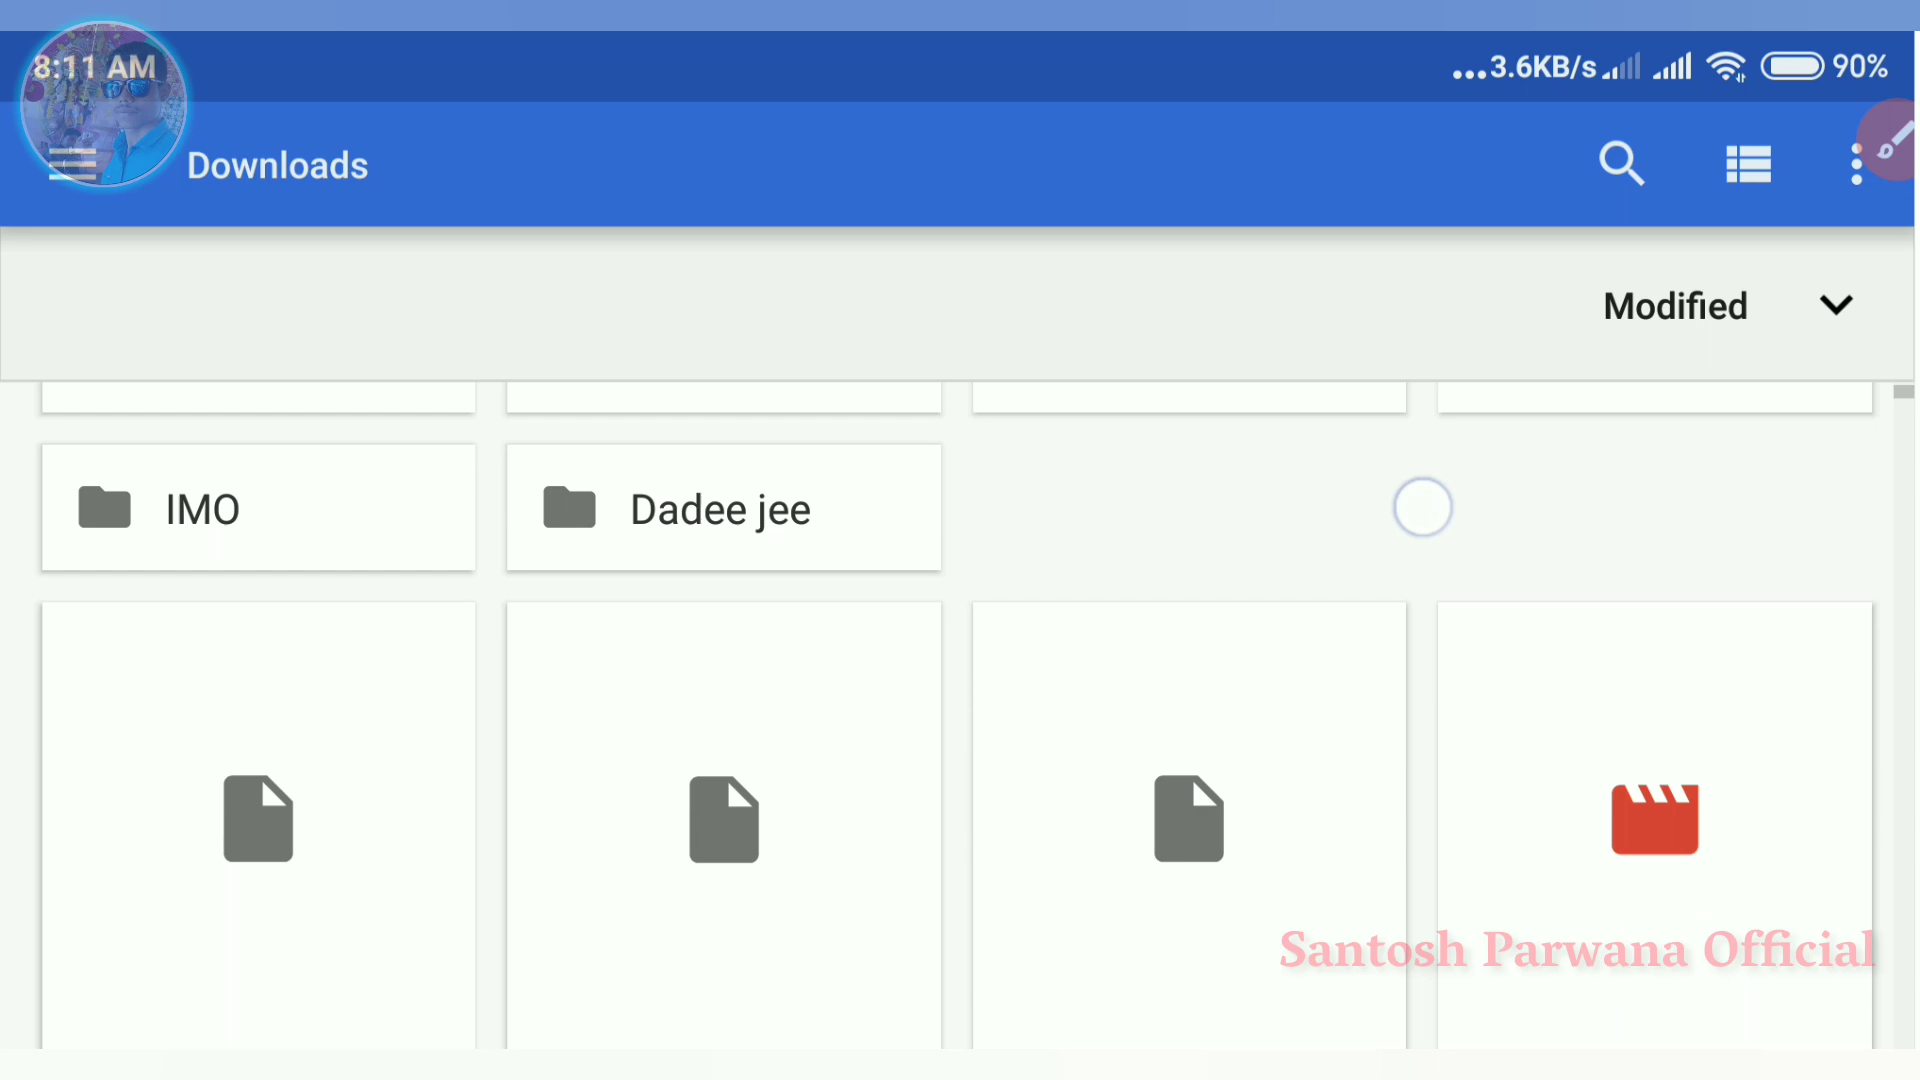 8:11 AM
...3.6KB/s
90%
Downloads
Modified
IMO
Dadee jee
Santosh Parwana Official